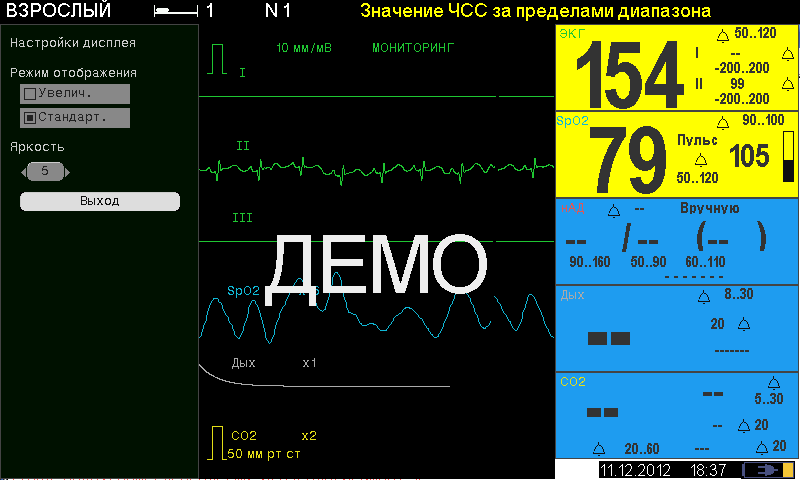 ВЗРОСЛЫЙ 1 N 1 Значение ЧСС за пределами диапазона
Настройки дисплея
Режим отображения
Увелич.
Стандарт.
Яркость
5
Выход
10 мм/мВ МОНИТОРИНГ
I
II
III
ДЕМО
SpO2
Дых x1
CO2 x2
50 мм рт ст
ЭКГ 50..120
154
I --
-200..200
II 99
-200..200
SpO2 90..100
79
Пульс 105
50..120
-- Вручную
-- / -- ( -- )
90..160 50..90 60..110
-------
Дых 8..30
--
20
-------
CO2
--
5..30
--
-- 20
20..60 --- 20
11.12.2012 18:37